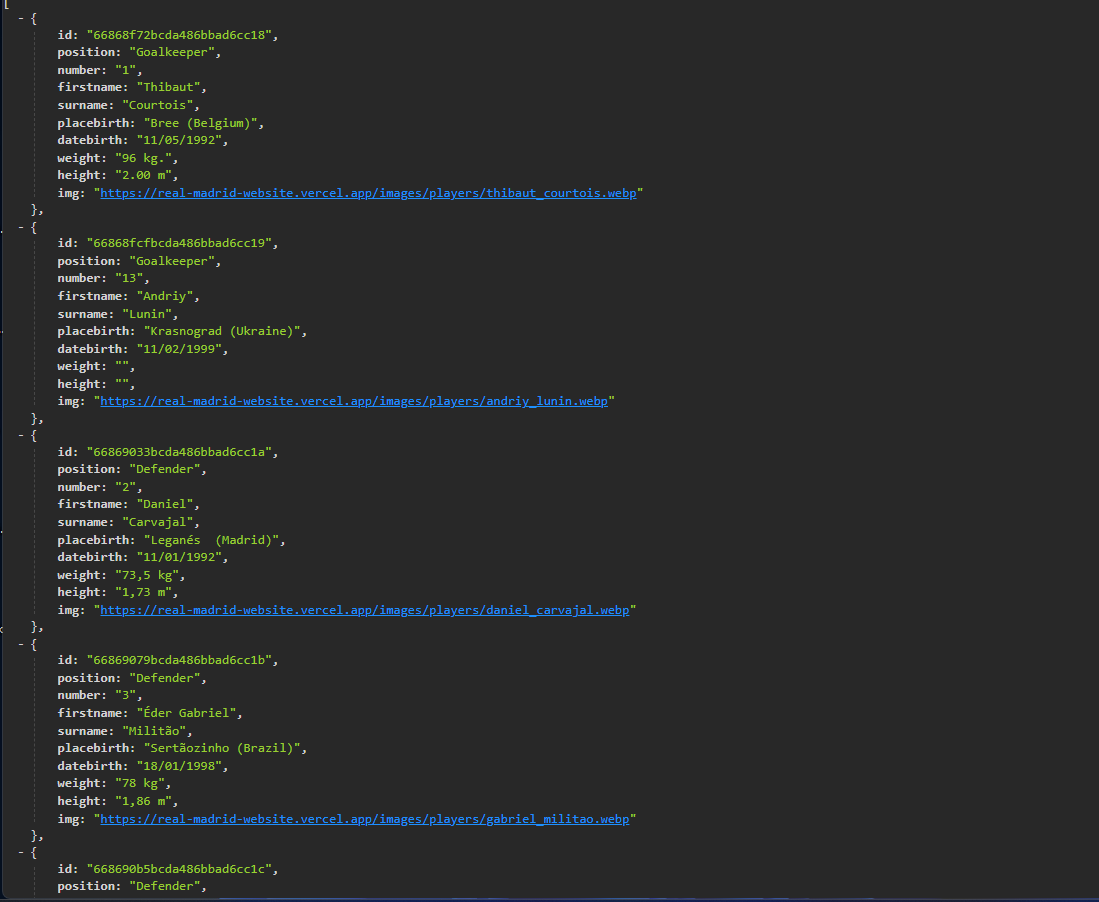 [
- {
id: "66868f72bcda486bbad6cc18",
position: "Goalkeeper",
number: "1",
firstname: "Thibaut",
surname: "Courtois",
placebirth: "Bree (Belgium)",
datebirth: "11/05/1992",
weight: "96 kg.",
height: "2.00 m",
img: "https://real-madrid-website.vercel.app/images/players/thibaut_courtois.webp"
},
- {
id: "66868fcfbcda486bbad6cc19",
position: "Goalkeeper",
number: "13",
firstname: "Andriy",
surname: "Lunin",
placebirth: "Krasnograd (Ukraine)",
datebirth: "11/02/1999",
weight: "",
height: "",
img: "https://real-madrid-website.vercel.app/images/players/andriy_lunin.webp"
},
- {
id: "66869033bcda486bbad6cc1a",
position: "Defender",
number: "2",
firstname: "Daniel",
surname: "Carvajal",
placebirth: "Leganés  (Madrid)",
datebirth: "11/01/1992",
weight: "73,5 kg",
height: "1,73 m",
img: "https://real-madrid-website.vercel.app/images/players/daniel_carvajal.webp"
},
- {
id: "66869079bcda486bbad6cc1b",
position: "Defender",
number: "3",
firstname: "Éder Gabriel",
surname: "Militão",
placebirth: "Sertãozinho (Brazil)",
datebirth: "18/01/1998",
weight: "78 kg",
height: "1,86 m",
img: "https://real-madrid-website.vercel.app/images/players/gabriel_militao.webp"
},
- {
id: "668690b5bcda486bbad6cc1c",
position: "Defender",